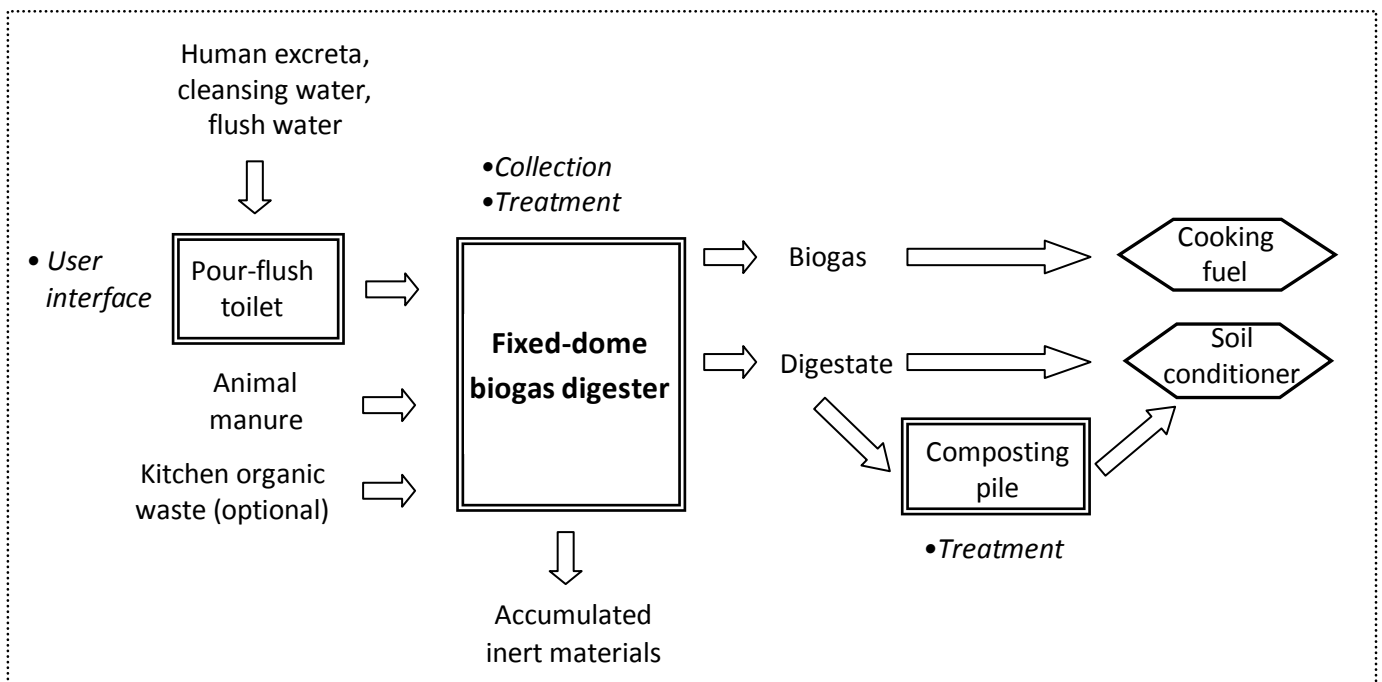 Human excreta,
cleansing water,
flush water
•Collection
•Treatment
• User
interface
Pour-flush
toilet
Animal
manure
Kitchen organic
waste (optional)
Fixed-dome
biogas digester
Accumulated
inert materials
Biogas
Cooking
fuel
Digestate
Soil
conditioner
Composting
pile
•Treatment